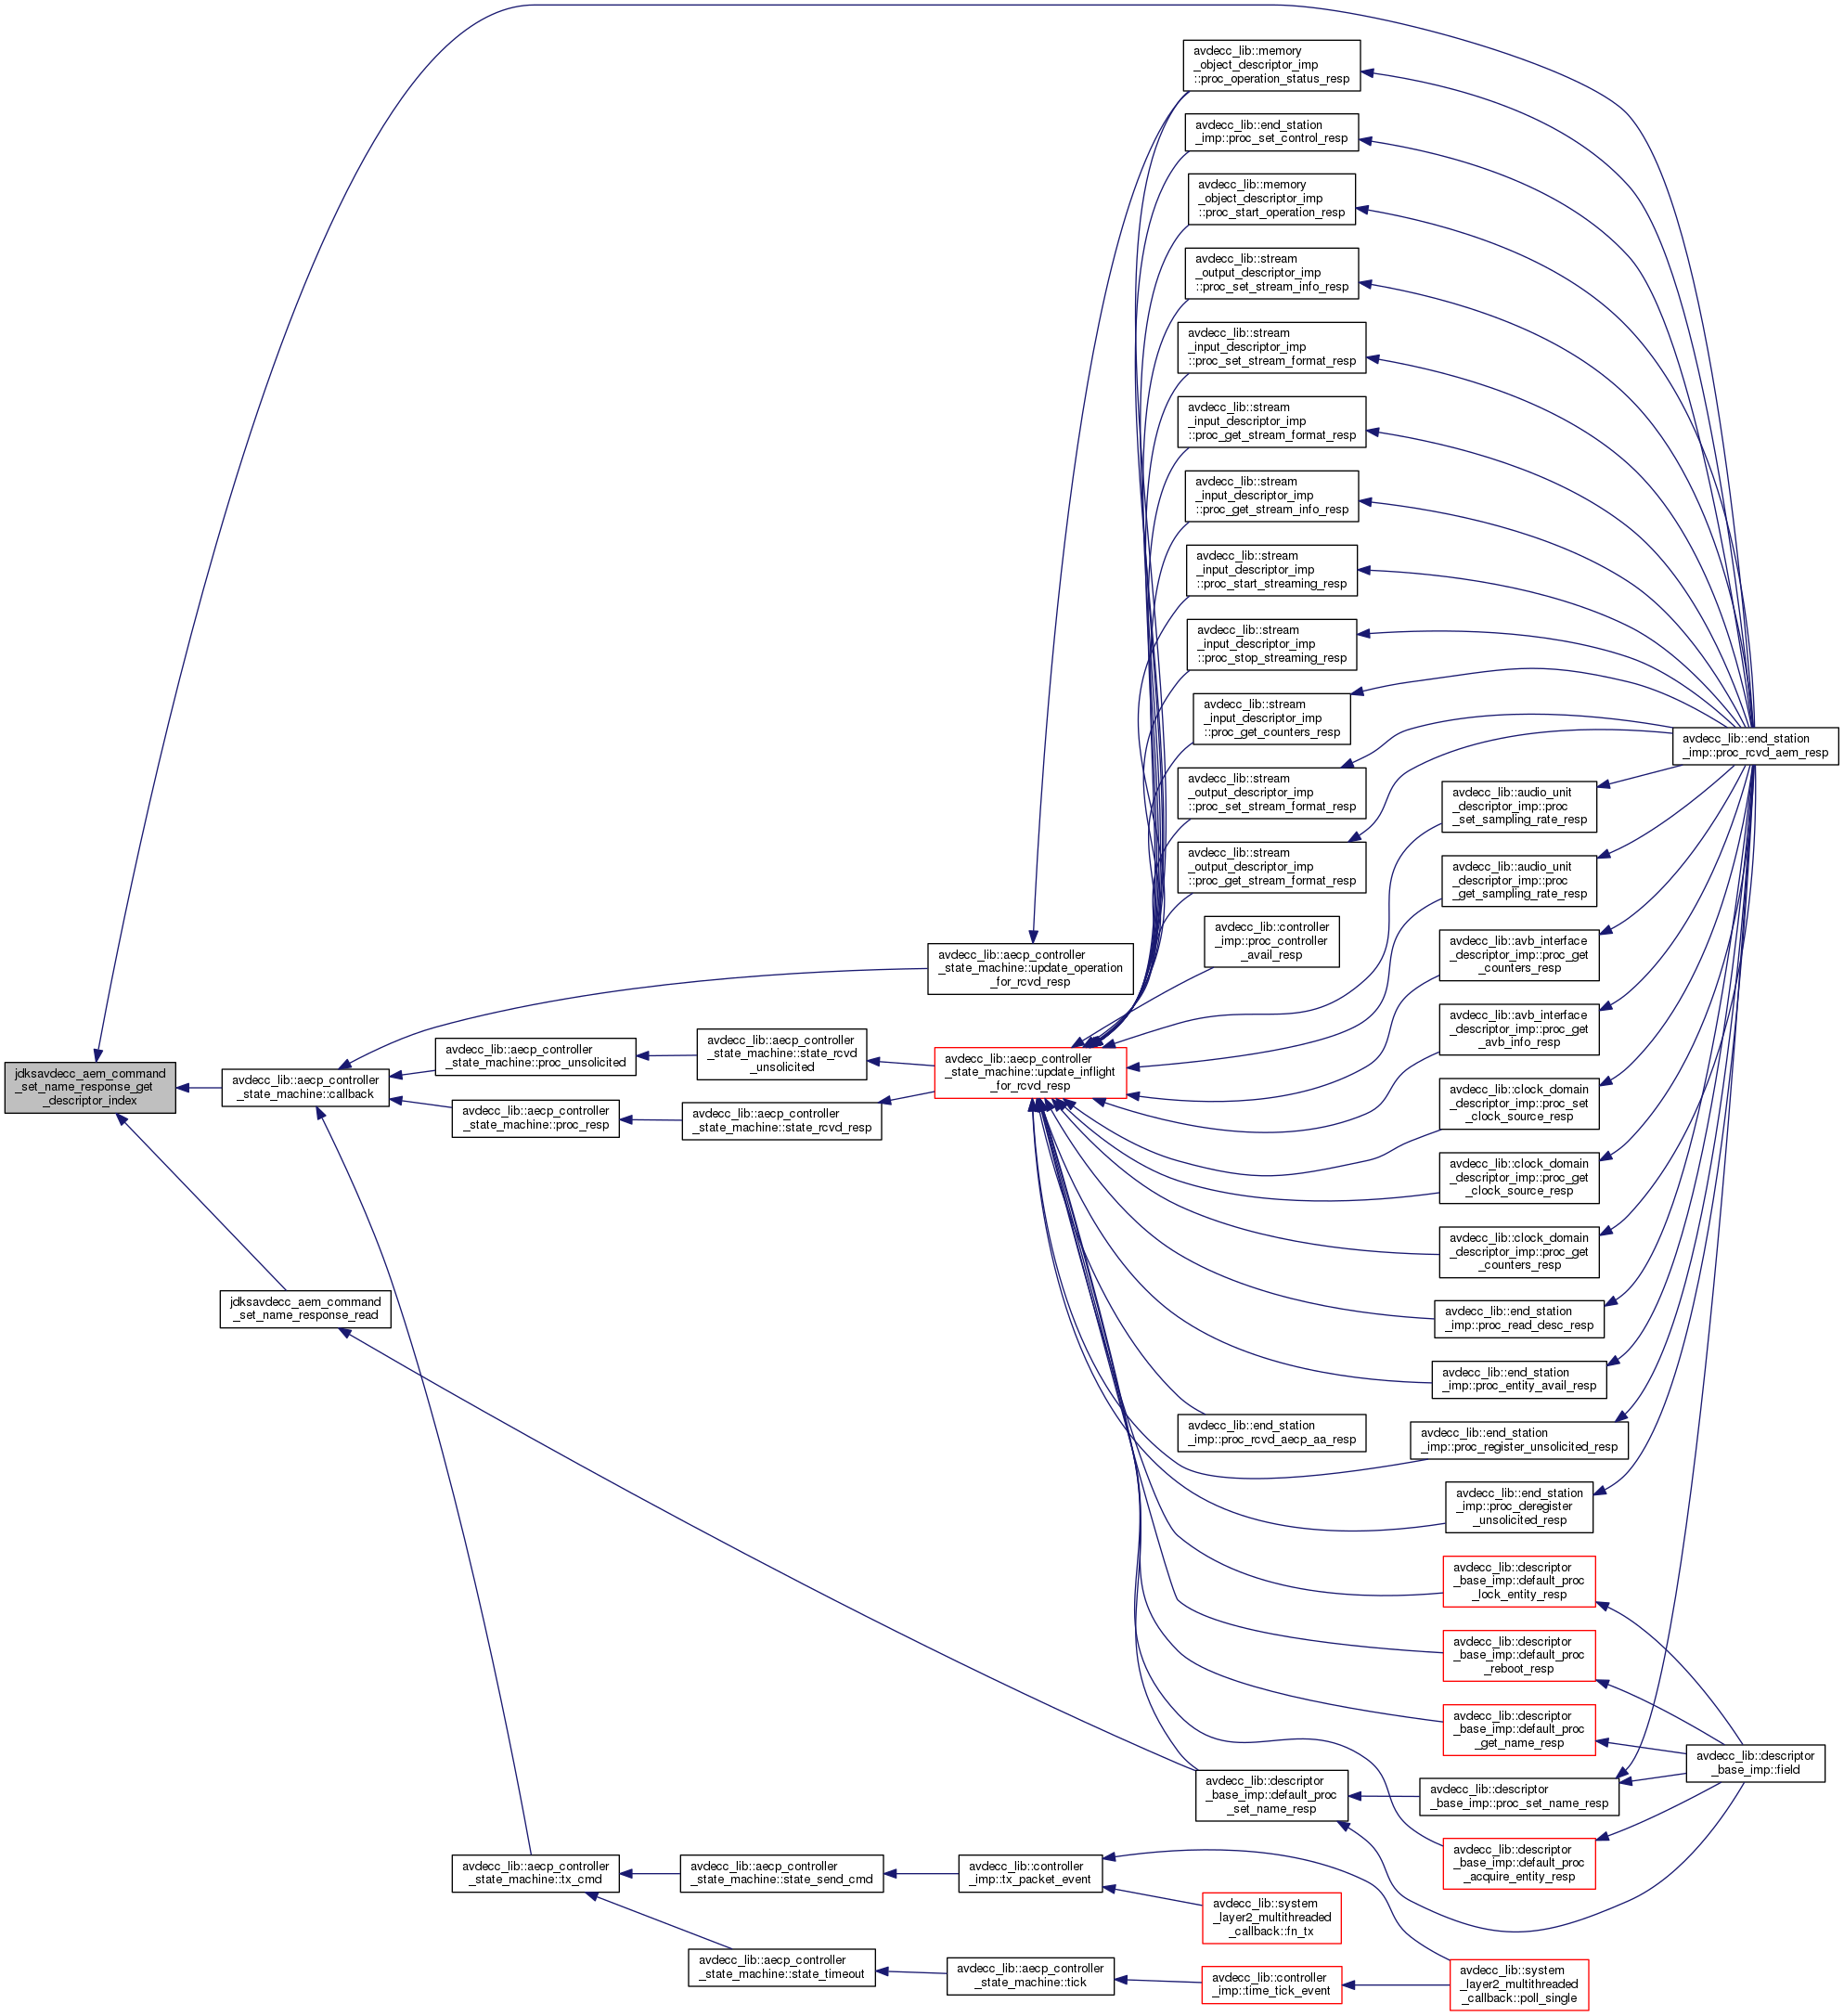 jdksavdecc_aem_command
_set_name_response_get
_descriptor_index
avdecc_lib::aecp_controller
_state_machine::callback
jdksavdecc_aem_command
_set_name_response_read
avdecc_lib::aecp_controller
_state_machine::proc_unsolicited
avdecc_lib::aecp_controller
_state_machine::proc_resp
avdecc_lib::aecp_controller
_state_machine::tx_cmd
avdecc_lib::aecp_controller
_state_machine::state_rcvd
_unsolicited
avdecc_lib::aecp_controller
_state_machine::state_rcvd_resp
avdecc_lib::aecp_controller
_state_machine::state_send_cmd
avdecc_lib::aecp_controller
_state_machine::state_timeout
avdecc_lib::aecp_controller
_state_machine::update_operation
_for_rcvd_resp
avdecc_lib::aecp_controller
_state_machine::update_inflight
_for_rcvd_resp
avdecc_lib::controller
_imp::tx_packet_event
avdecc_lib::aecp_controller
_state_machine::tick
avdecc_lib::memory
_object_descriptor_imp
::proc_operation_status_resp
avdecc_lib::end_station
_imp::proc_set_control_resp
avdecc_lib::memory
_object_descriptor_imp
::proc_start_operation_resp
avdecc_lib::stream
_output_descriptor_imp
::proc_set_stream_info_resp
avdecc_lib::stream
_input_descriptor_imp
::proc_set_stream_format_resp
avdecc_lib::stream
_input_descriptor_imp
::proc_get_stream_format_resp
avdecc_lib::stream
_input_descriptor_imp
::proc_get_stream_info_resp
avdecc_lib::stream
_input_descriptor_imp
::proc_start_streaming_resp
avdecc_lib::stream
_input_descriptor_imp
::proc_stop_streaming_resp
avdecc_lib::stream
_input_descriptor_imp
::proc_get_counters_resp
avdecc_lib::stream
_output_descriptor_imp
::proc_set_stream_format_resp
avdecc_lib::stream
_output_descriptor_imp
::proc_get_stream_format_resp
avdecc_lib::controller
_imp::proc_controller
_avail_resp
avdecc_lib::end_station
_imp::proc_rcvd_aecp_aa_resp
avdecc_lib::descriptor
_base_imp::default_proc
_set_name_resp
avdecc_lib::system
_layer2_multithreaded
_callback::fn_tx
avdecc_lib::controller
_imp::time_tick_event
avdecc_lib::audio_unit
_descriptor_imp::proc
_set_sampling_rate_resp
avdecc_lib::audio_unit
_descriptor_imp::proc
_get_sampling_rate_resp
avdecc_lib::avb_interface
_descriptor_imp::proc_get
_counters_resp
avdecc_lib::avb_interface
_descriptor_imp::proc_get
_avb_info_resp
avdecc_lib::clock_domain
_descriptor_imp::proc_set
_clock_source_resp
avdecc_lib::clock_domain
_descriptor_imp::proc_get
_clock_source_resp
avdecc_lib::clock_domain
_descriptor_imp::proc_get
_counters_resp
avdecc_lib::end_station
_imp::proc_read_desc_resp
avdecc_lib::end_station
_imp::proc_entity_avail_resp
avdecc_lib::end_station
_imp::proc_register_unsolicited_resp
avdecc_lib::end_station
_imp::proc_deregister
_unsolicited_resp
avdecc_lib::descriptor
_base_imp::default_proc
_lock_entity_resp
avdecc_lib::descriptor
_base_imp::default_proc
_reboot_resp
avdecc_lib::descriptor
_base_imp::default_proc
_get_name_resp
avdecc_lib::descriptor
_base_imp::proc_set_name_resp
avdecc_lib::descriptor
_base_imp::default_proc
_acquire_entity_resp
avdecc_lib::system
_layer2_multithreaded
_callback::poll_single
avdecc_lib::end_station
_imp::proc_rcvd_aem_resp
avdecc_lib::descriptor
_base_imp::field